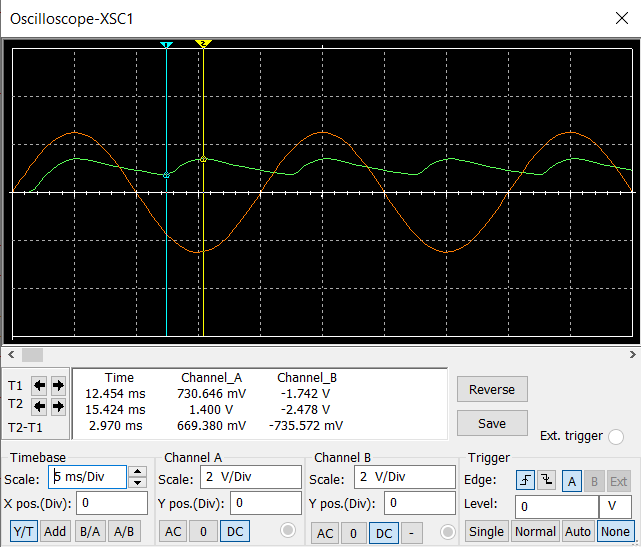 Oscilloscope-XSC1
1 2
T1
T2
T2-T1
Time Channel_A Channel_B
12.454 ms 730.646 mV -1.742 V
15.424 ms 1.400 V -2.478 V
2.970 ms 669.380 mV -735.572 mV
Reverse
Save
Ext. trigger
Timebase
Scale: 5 ms/Div
X pos.(Div): 0
Y/T Add B/A A/B
Channel A
Scale: 2 V/Div
Y pos.(Div): 0
AC 0 DC
Channel B
Scale: 2 V/Div
Y pos.(Div): 0
AC 0 DC -
Trigger
Edge: A B Ext
Level: 0 V
Single Normal Auto None